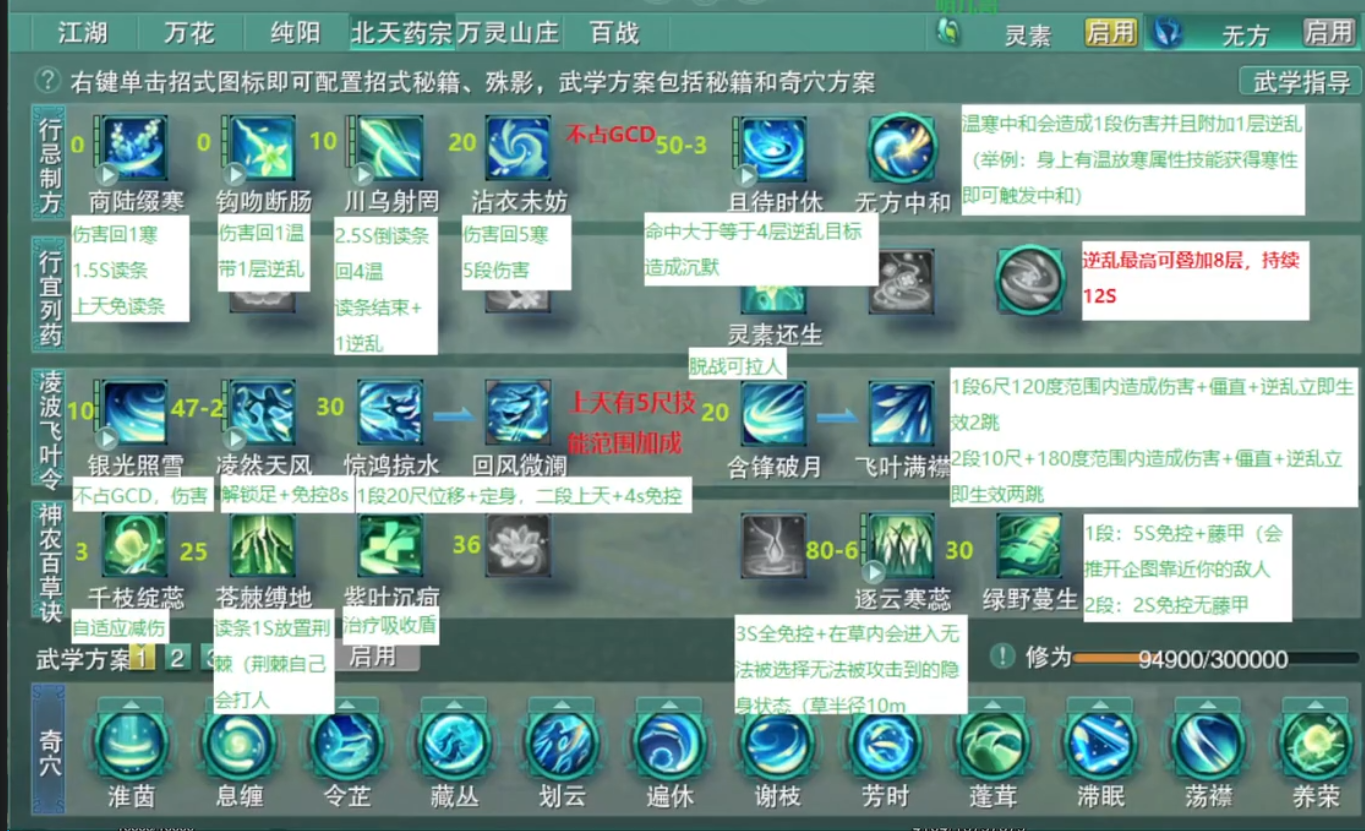 江湖 万花 纯阳 北天药宗 万灵山庄 百战 灵素 启用 无方 启用
右键单击招式图标即可配置招式秘籍、殊影，武学方案包括秘籍和奇穴方案 武学指导
行忌制方
0 0 10 20 不占GCD 50-3
商陆缀寒 钩吻断肠 川乌射罔 沾衣未妨 且待时休 无方中和
温寒中和会造成1段伤害并且附加1层逆乱
（举例：身上有温放寒属性技能获得寒性
即可触发中和）
伤害回1寒
1.5S读条
上天免读条
伤害回1温
带1层逆乱
2.5S倒读条
回4温
读条结束+
1逆乱
伤害回5寒
5段伤害
命中大于等于4层逆乱目标
造成沉默
行宜列药
灵素还生
脱战可拉人
逆乱最高可叠加8层，持续
12S
凌波飞叶令
10 47-2 30 上天有5尺技
能范围加成
20
银光照雪 凌然天风 惊鸿掠水 回风微澜 含锋破月 飞叶满襟
1段6尺120度范围内造成伤害+僵直+逆乱立即生
效2跳
2段10尺+180度范围内造成伤害+僵直+逆乱立
即生效两跳
不占GCD，伤害
解锁足+免控8s
1段20尺位移+定身，二段上天+4s免控
神农百草诀
3 25 36 80-6 30
千枝绽蕊 苍棘缚地 紫叶沉疴 逐云寒蕊 绿野蔓生
1段：5S免控+藤甲（会
推开企图靠近你的敌人
2段：2S免控无藤甲
自适应减伤
读条1S放置荆
棘（荆棘自己
会打人
治疗吸收盾
3S全免控+在草内会进入无
法被选择无法被攻击到的隐
身状态（草半径10m
武学方案 1 2 启用 修为 94900/300000
奇穴
淮茵 息缠 令芷 藏丛 划云 遍休 谢枝 芳时 蓬茸 滞眠 荡襟 养荣